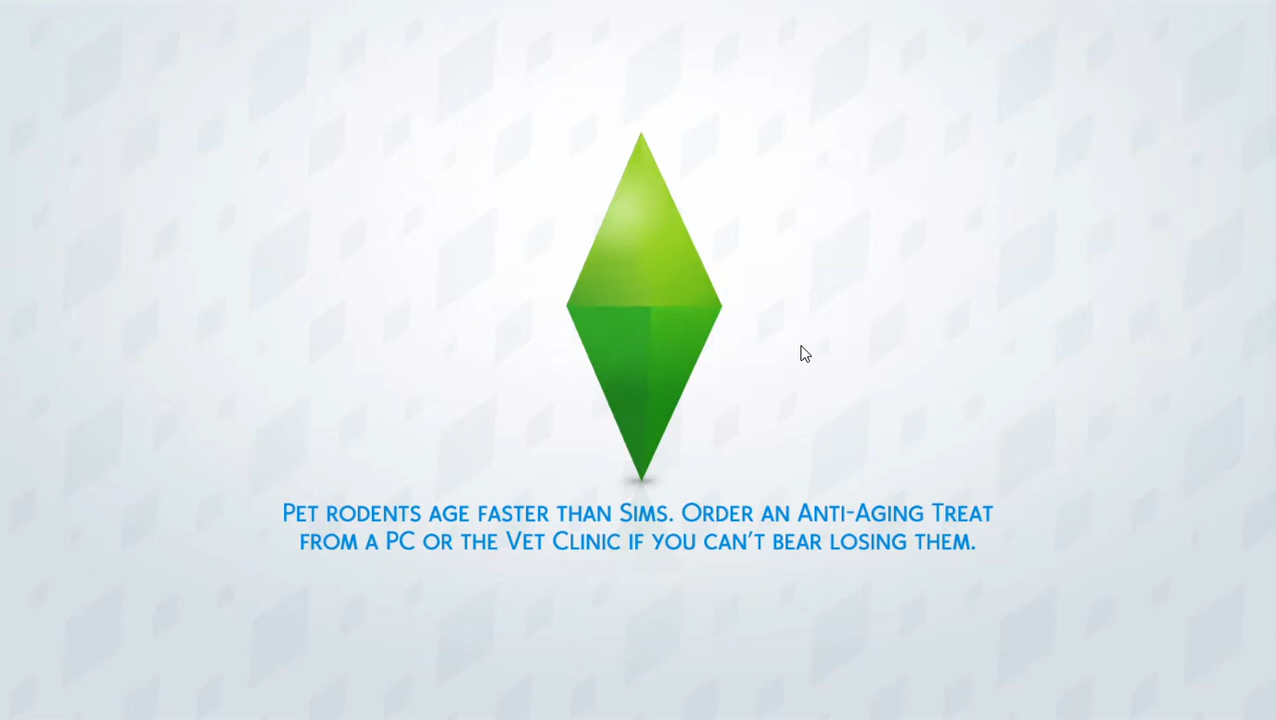 Pet rodents age faster than Sims. Order an Anti-Aging Treat
from a PC or the Vet Clinic if you can't bear losing them.